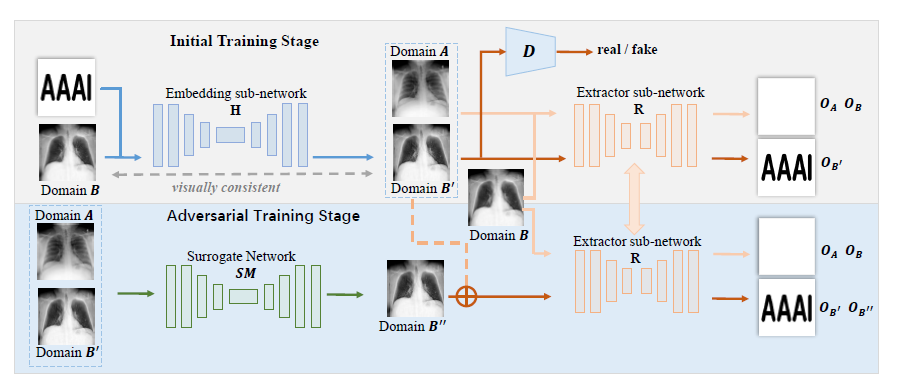 Initial Training Stage
AAAI
Domain B
Embedding sub-network
H
visually consistent
Domain A
Domain B′
D
real / fake
Domain B
Extractor sub-network
R
O_A O_B
AAAI
O_B′
Adversarial Training Stage
Domain A
Domain B′
Surrogate Network
SM
Domain B″
Extractor sub-network
R
O_A O_B
AAAI
O_B′ O_B″